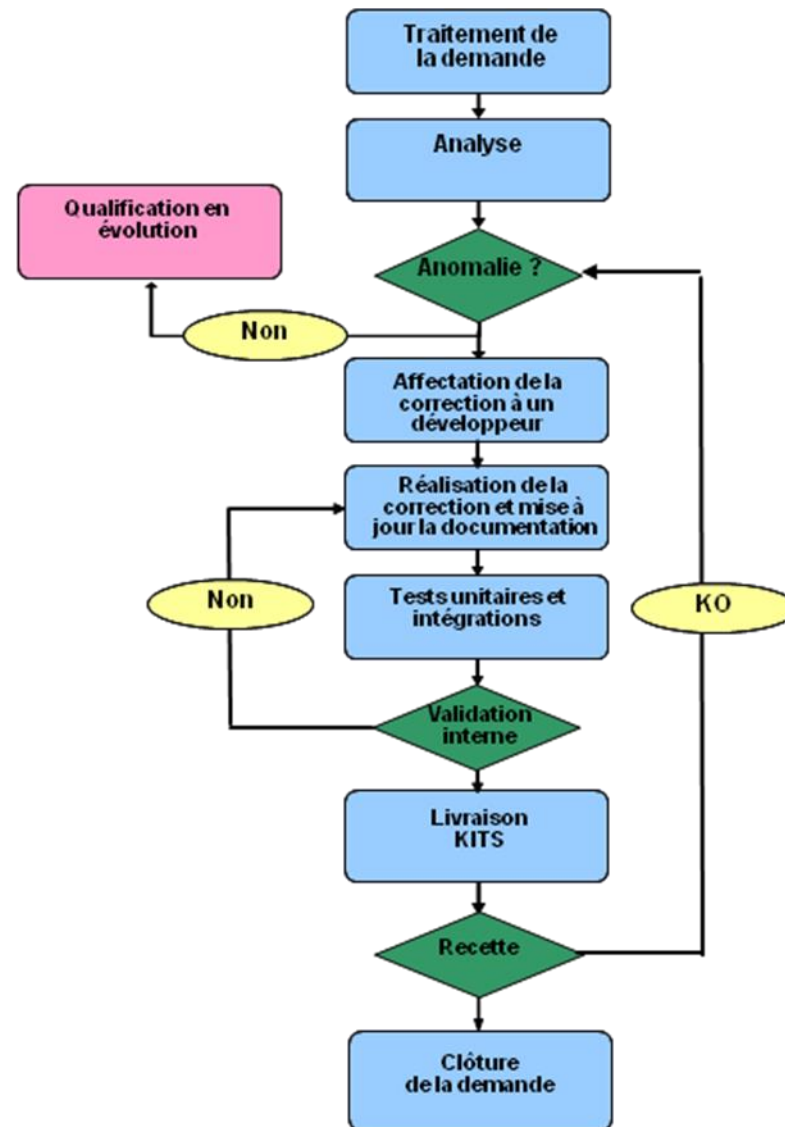 Traitement de
la demande
Analyse
Qualification en
évolution
Anomalie ?
Non
Affectation de la
correction à un
développeur
Réalisation de la
correction et mise à
jour la documentation
Non
Tests unitaires et
intégrations
KO
Validation
interne
Livraison
KITS
Recette
Clôture
de la demande